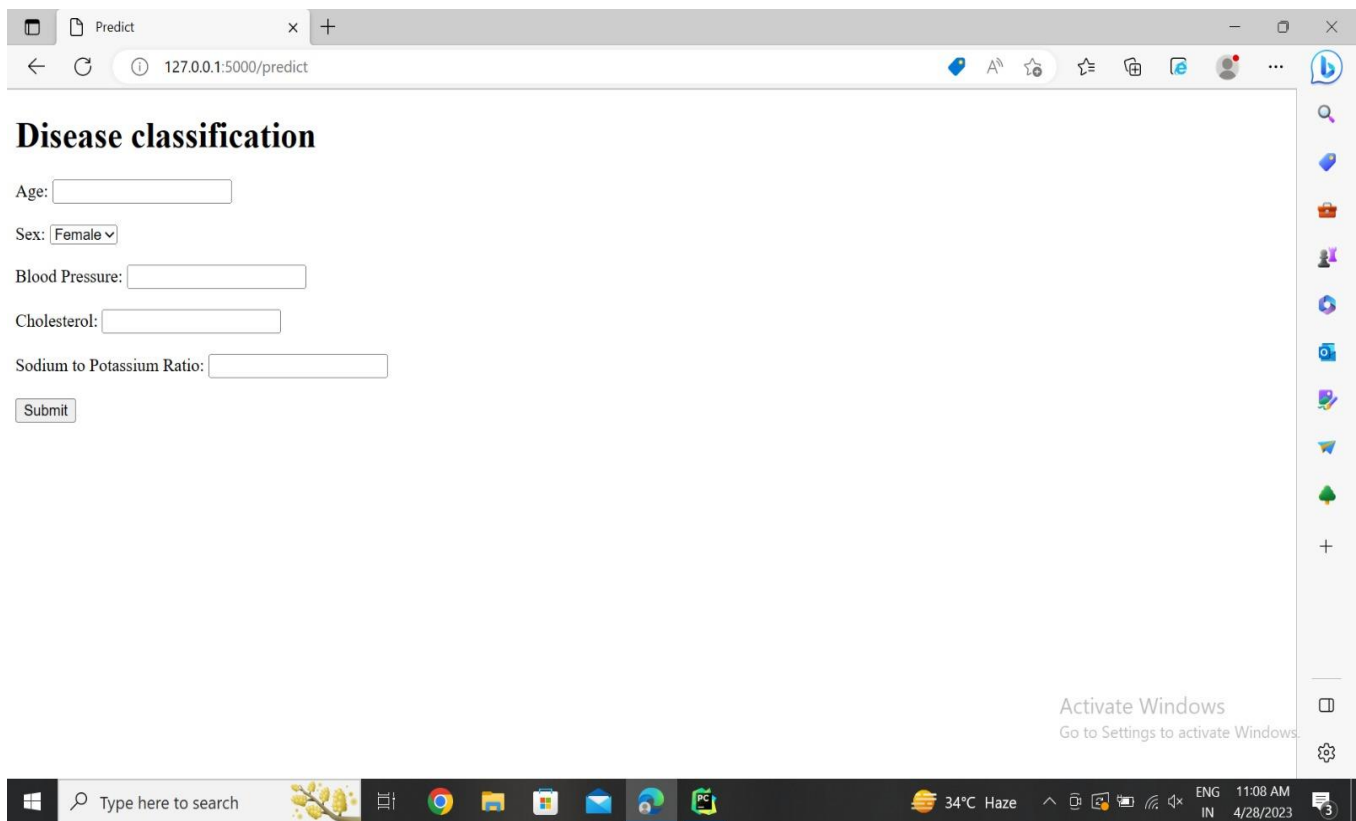 Predict
127.0.0.1:5000/predict
Disease classification
Age:
Sex: Female
Blood Pressure:
Cholesterol:
Sodium to Potassium Ratio:
Submit
Activate Windows
Go to Settings to activate Windows.
Type here to search
34°C Haze
ENG 11:08 AM
IN 4/28/2023
3